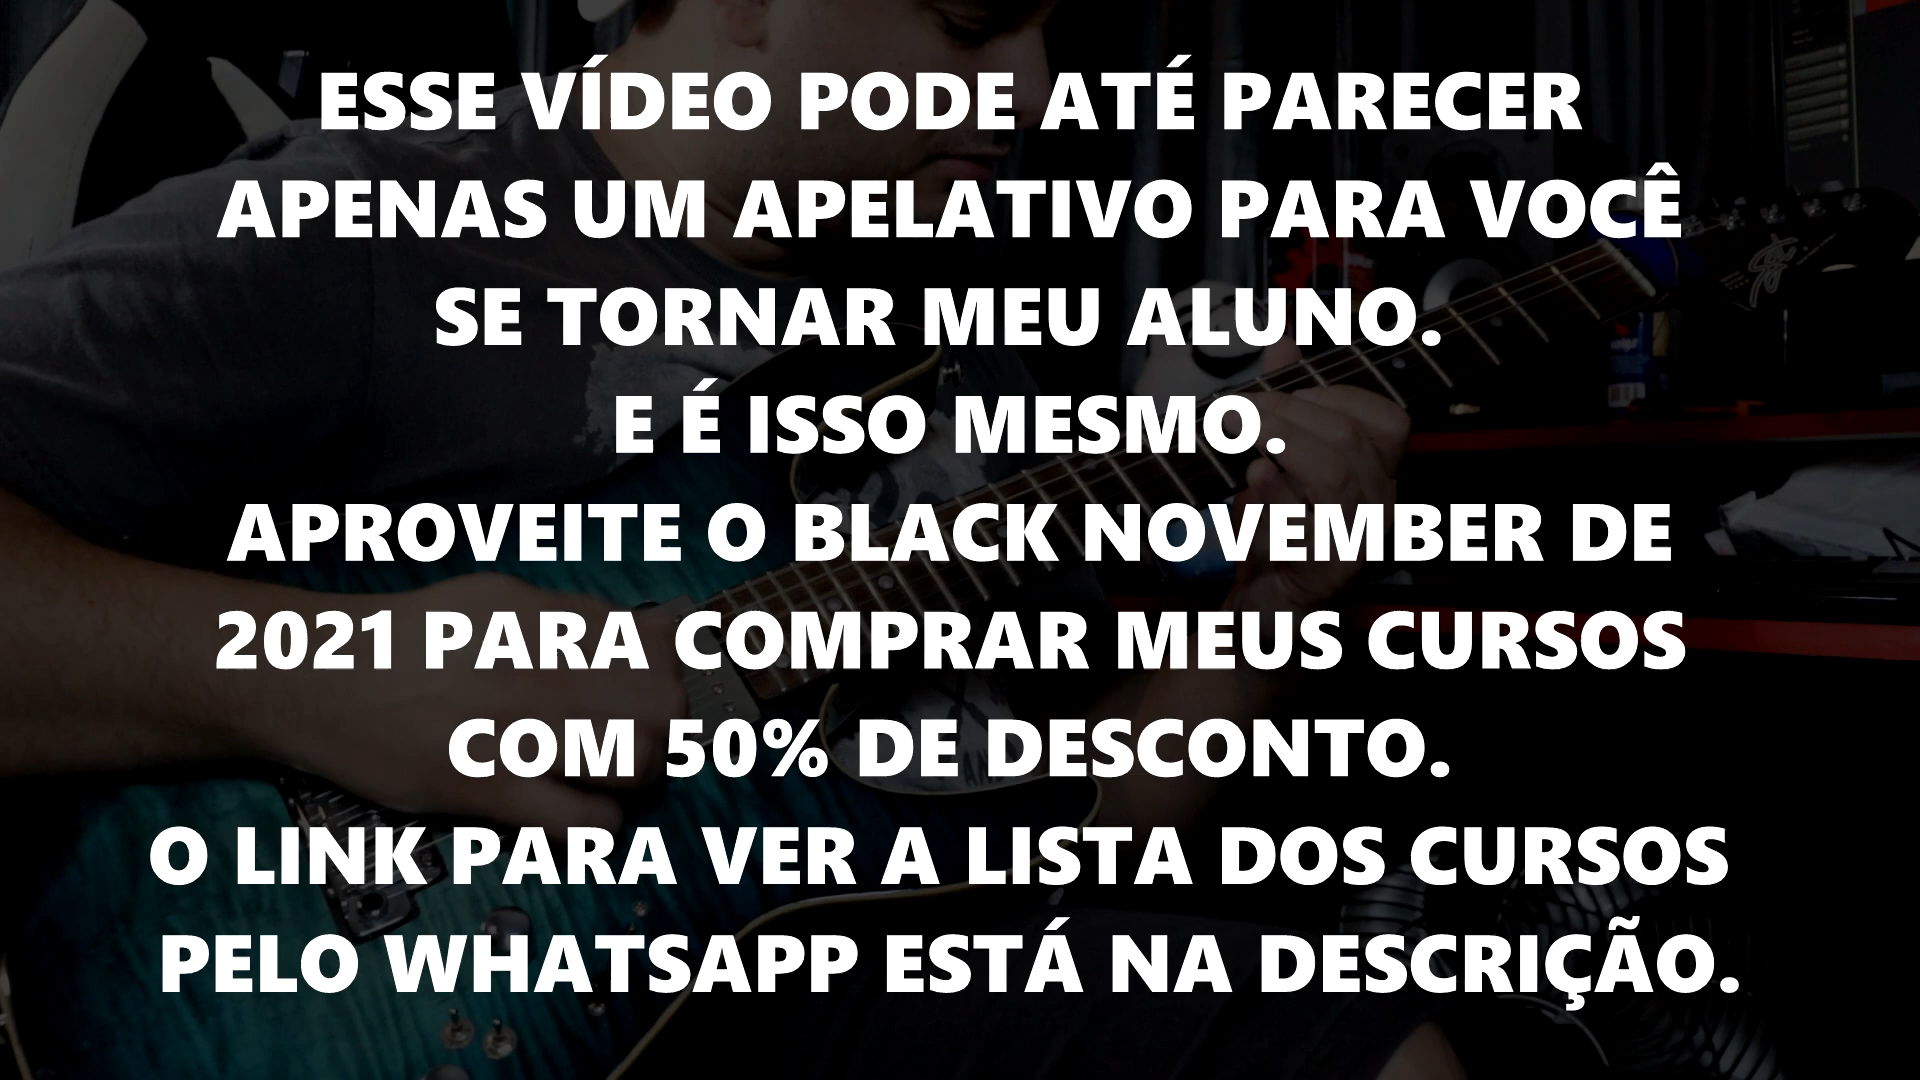 ESSE VÍDEO PODE ATÉ PARECER
APENAS UM APELATIVO PARA VOCÊ
SE TORNAR MEU ALUNO.
E É ISSO MESMO.
APROVEITE O BLACK NOVEMBER DE
2021 PARA COMPRAR MEUS CURSOS
COM 50% DE DESCONTO.
O LINK PARA VER A LISTA DOS CURSOS
PELO WHATSAPP ESTÁ NA DESCRIÇÃO.